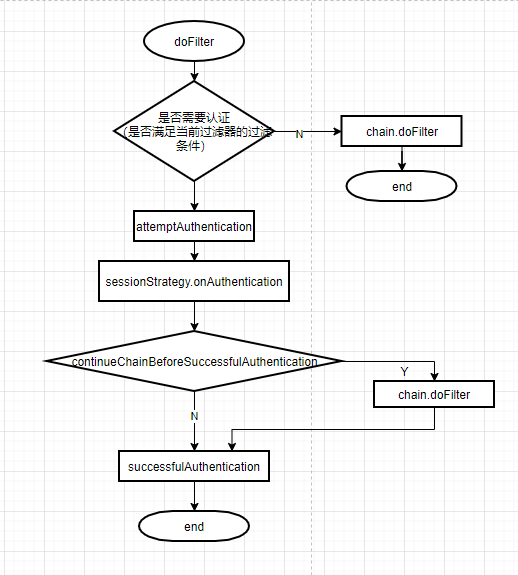 doFilter
是否需要认证
（是否满足当前过滤器的过滤
条件）
N
chain.doFilter
end
attemptAuthentication
sessionStrategy.onAuthentication
continueChainBeforeSuccessfulAuthentication
Y
chain.doFilter
N
successfulAuthentication
end